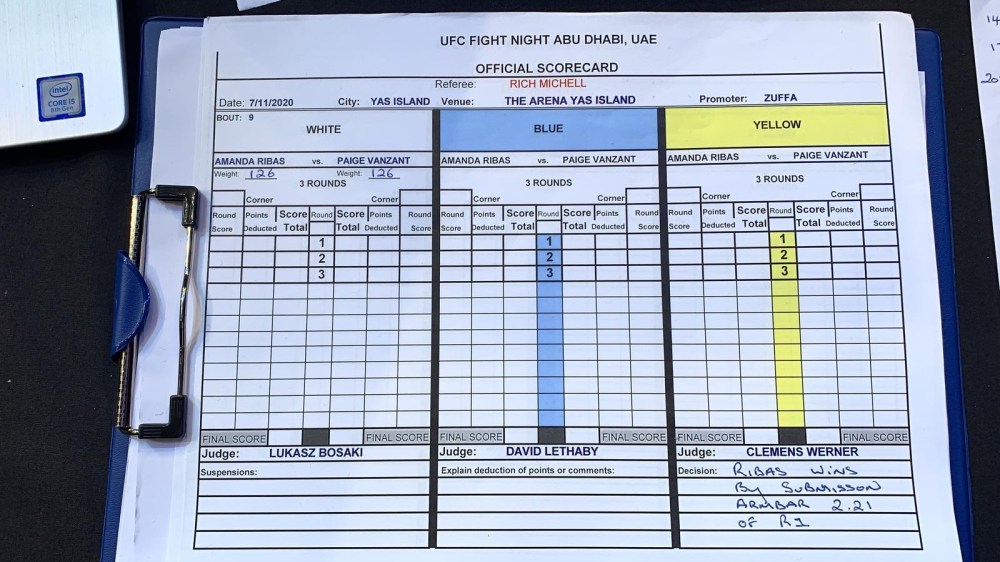 UFC FIGHT NIGHT ABU DHABI, UAE
OFFICIAL SCORECARD
Referee: RICH MICHELL
Date: 7/11/2020 City: YAS ISLAND Venue: THE ARENA YAS ISLAND Promoter: ZUFFA
BOUT: 9
WHITE BLUE YELLOW
AMANDA RIBAS vs. PAIGE VANZANT AMANDA RIBAS vs. PAIGE VANZANT AMANDA RIBAS vs. PAIGE VANZANT
Weight: 126 Weight: 126
3 ROUNDS 3 ROUNDS 3 ROUNDS
Corner Corner Corner Corner Corner Corner
Round Points Score Round Score Points Round Round Points Score Round Score Points Round Round Points Score Round Score Points Round
Score Deducted Total Total Deducted Score Score Deducted Total Total Deducted Score Score Deducted Total Total Deducted Score
1 1 1
2 2 2
3 3 3
FINAL SCORE FINAL SCORE FINAL SCORE FINAL SCORE FINAL SCORE FINAL SCORE
Judge: LUKASZ BOSAKI Judge: DAVID LETHABY Judge: CLEMENS WERNER
Suspensions: Explain deduction of points or comments: Decision: RIBAS WINS
By SUBMISSON
ARMBAR 2.21
OF R1
intel
CORE i5
8th Gen